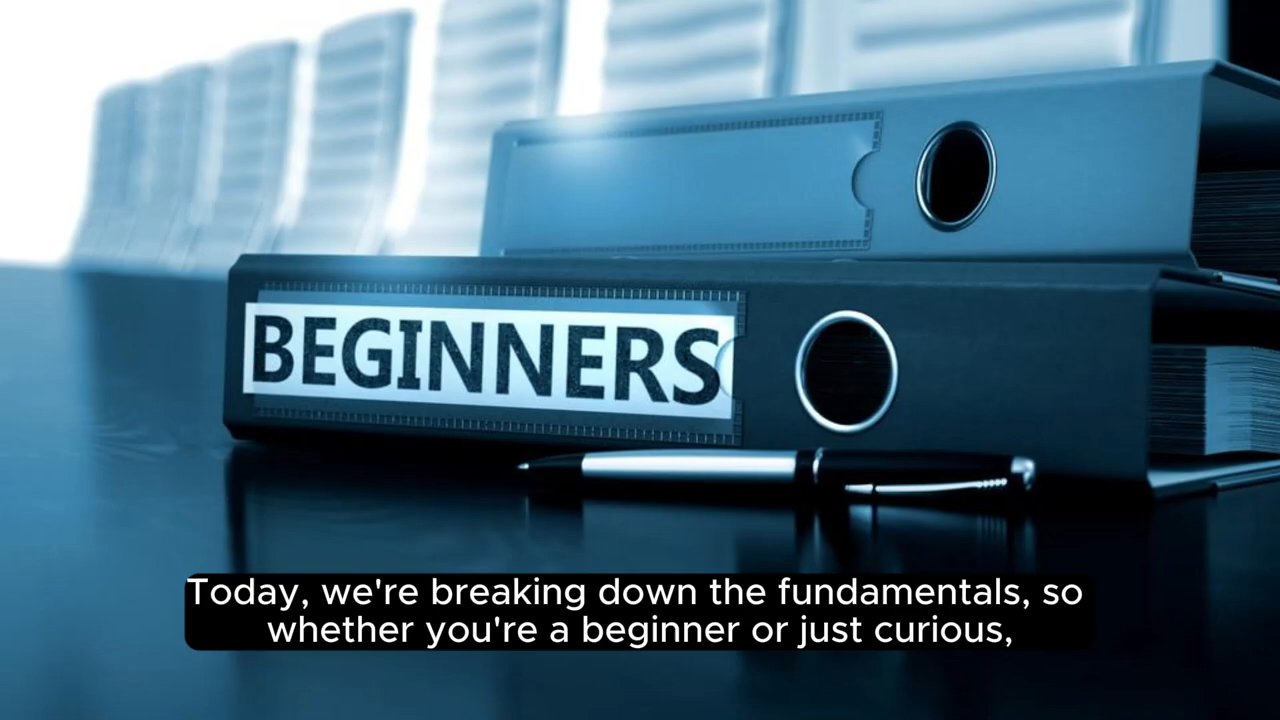 BEGINNERS
Today, we're breaking down the fundamentals, so
whether you're a beginner or just curious,